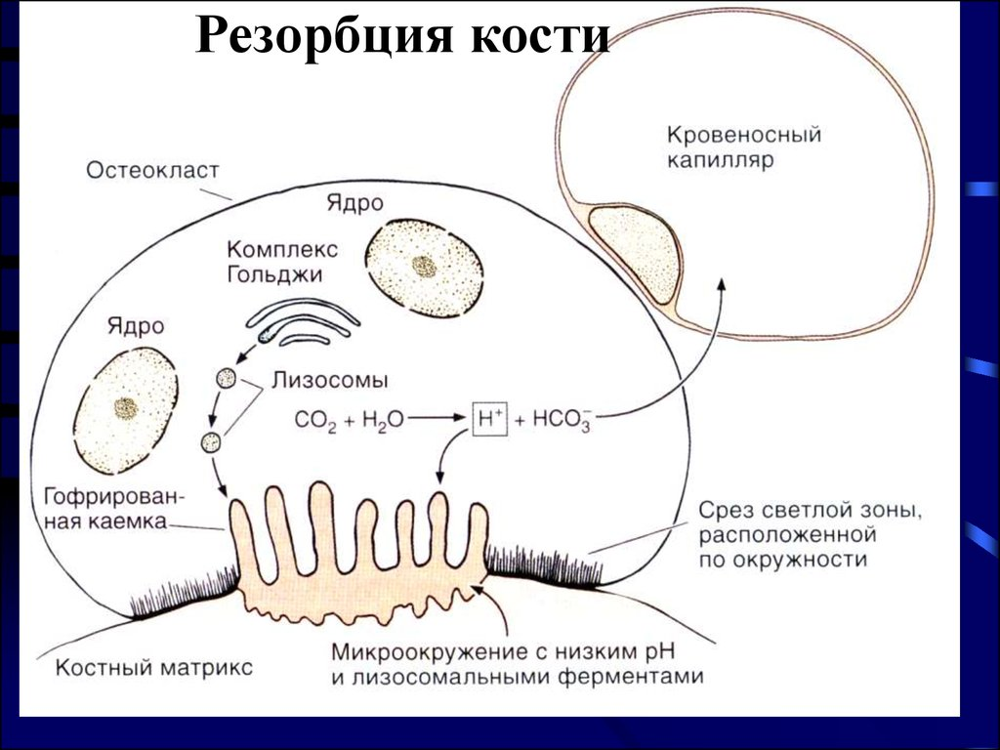 Резорбция кости
Кровеносный
капилляр
Остеокласт
Ядро
Комплекс
Гольджи
Ядро
Лизосомы
CO₂ + H₂O H⁺ + HCO₃⁻
Гофрирован-
ная каемка
Срез светлой зоны,
расположенной
по окружности
Микроокружение с низким pH
и лизосомальными ферментами
Костный матрикс